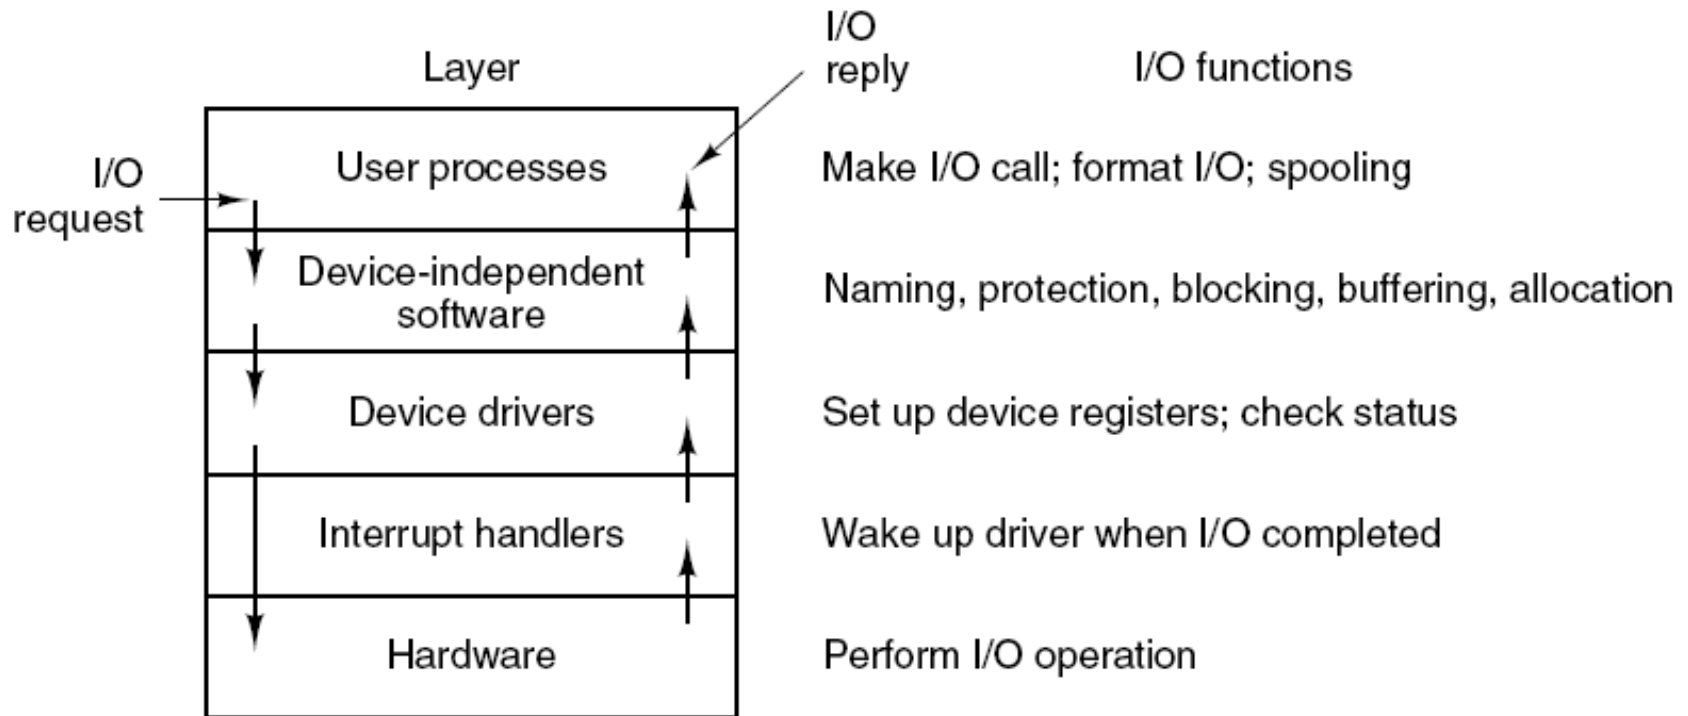 Layer
I/O
reply
I/O functions
I/O
request
User processes
Make I/O call; format I/O; spooling
Device-independent
software
Naming, protection, blocking, buffering, allocation
Device drivers
Set up device registers; check status
Interrupt handlers
Wake up driver when I/O completed
Hardware
Perform I/O operation